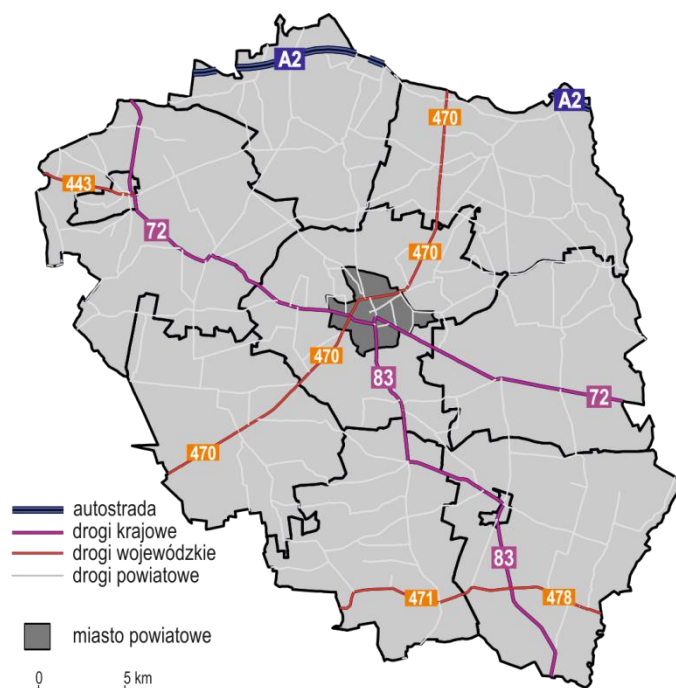 A2
A2
470
443
72
470
470
83
72
470
autostrada
drogi krajowe
drogi wojewódzkie
drogi powiatowe
83
471
478
miasto powiatowe
0 5 km